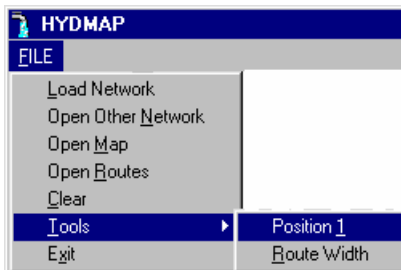 HYDMAP
FILE
Load Network
Open Other Network
Open Map
Open Routes
Clear
Tools
Position 1
Exit
Route Width